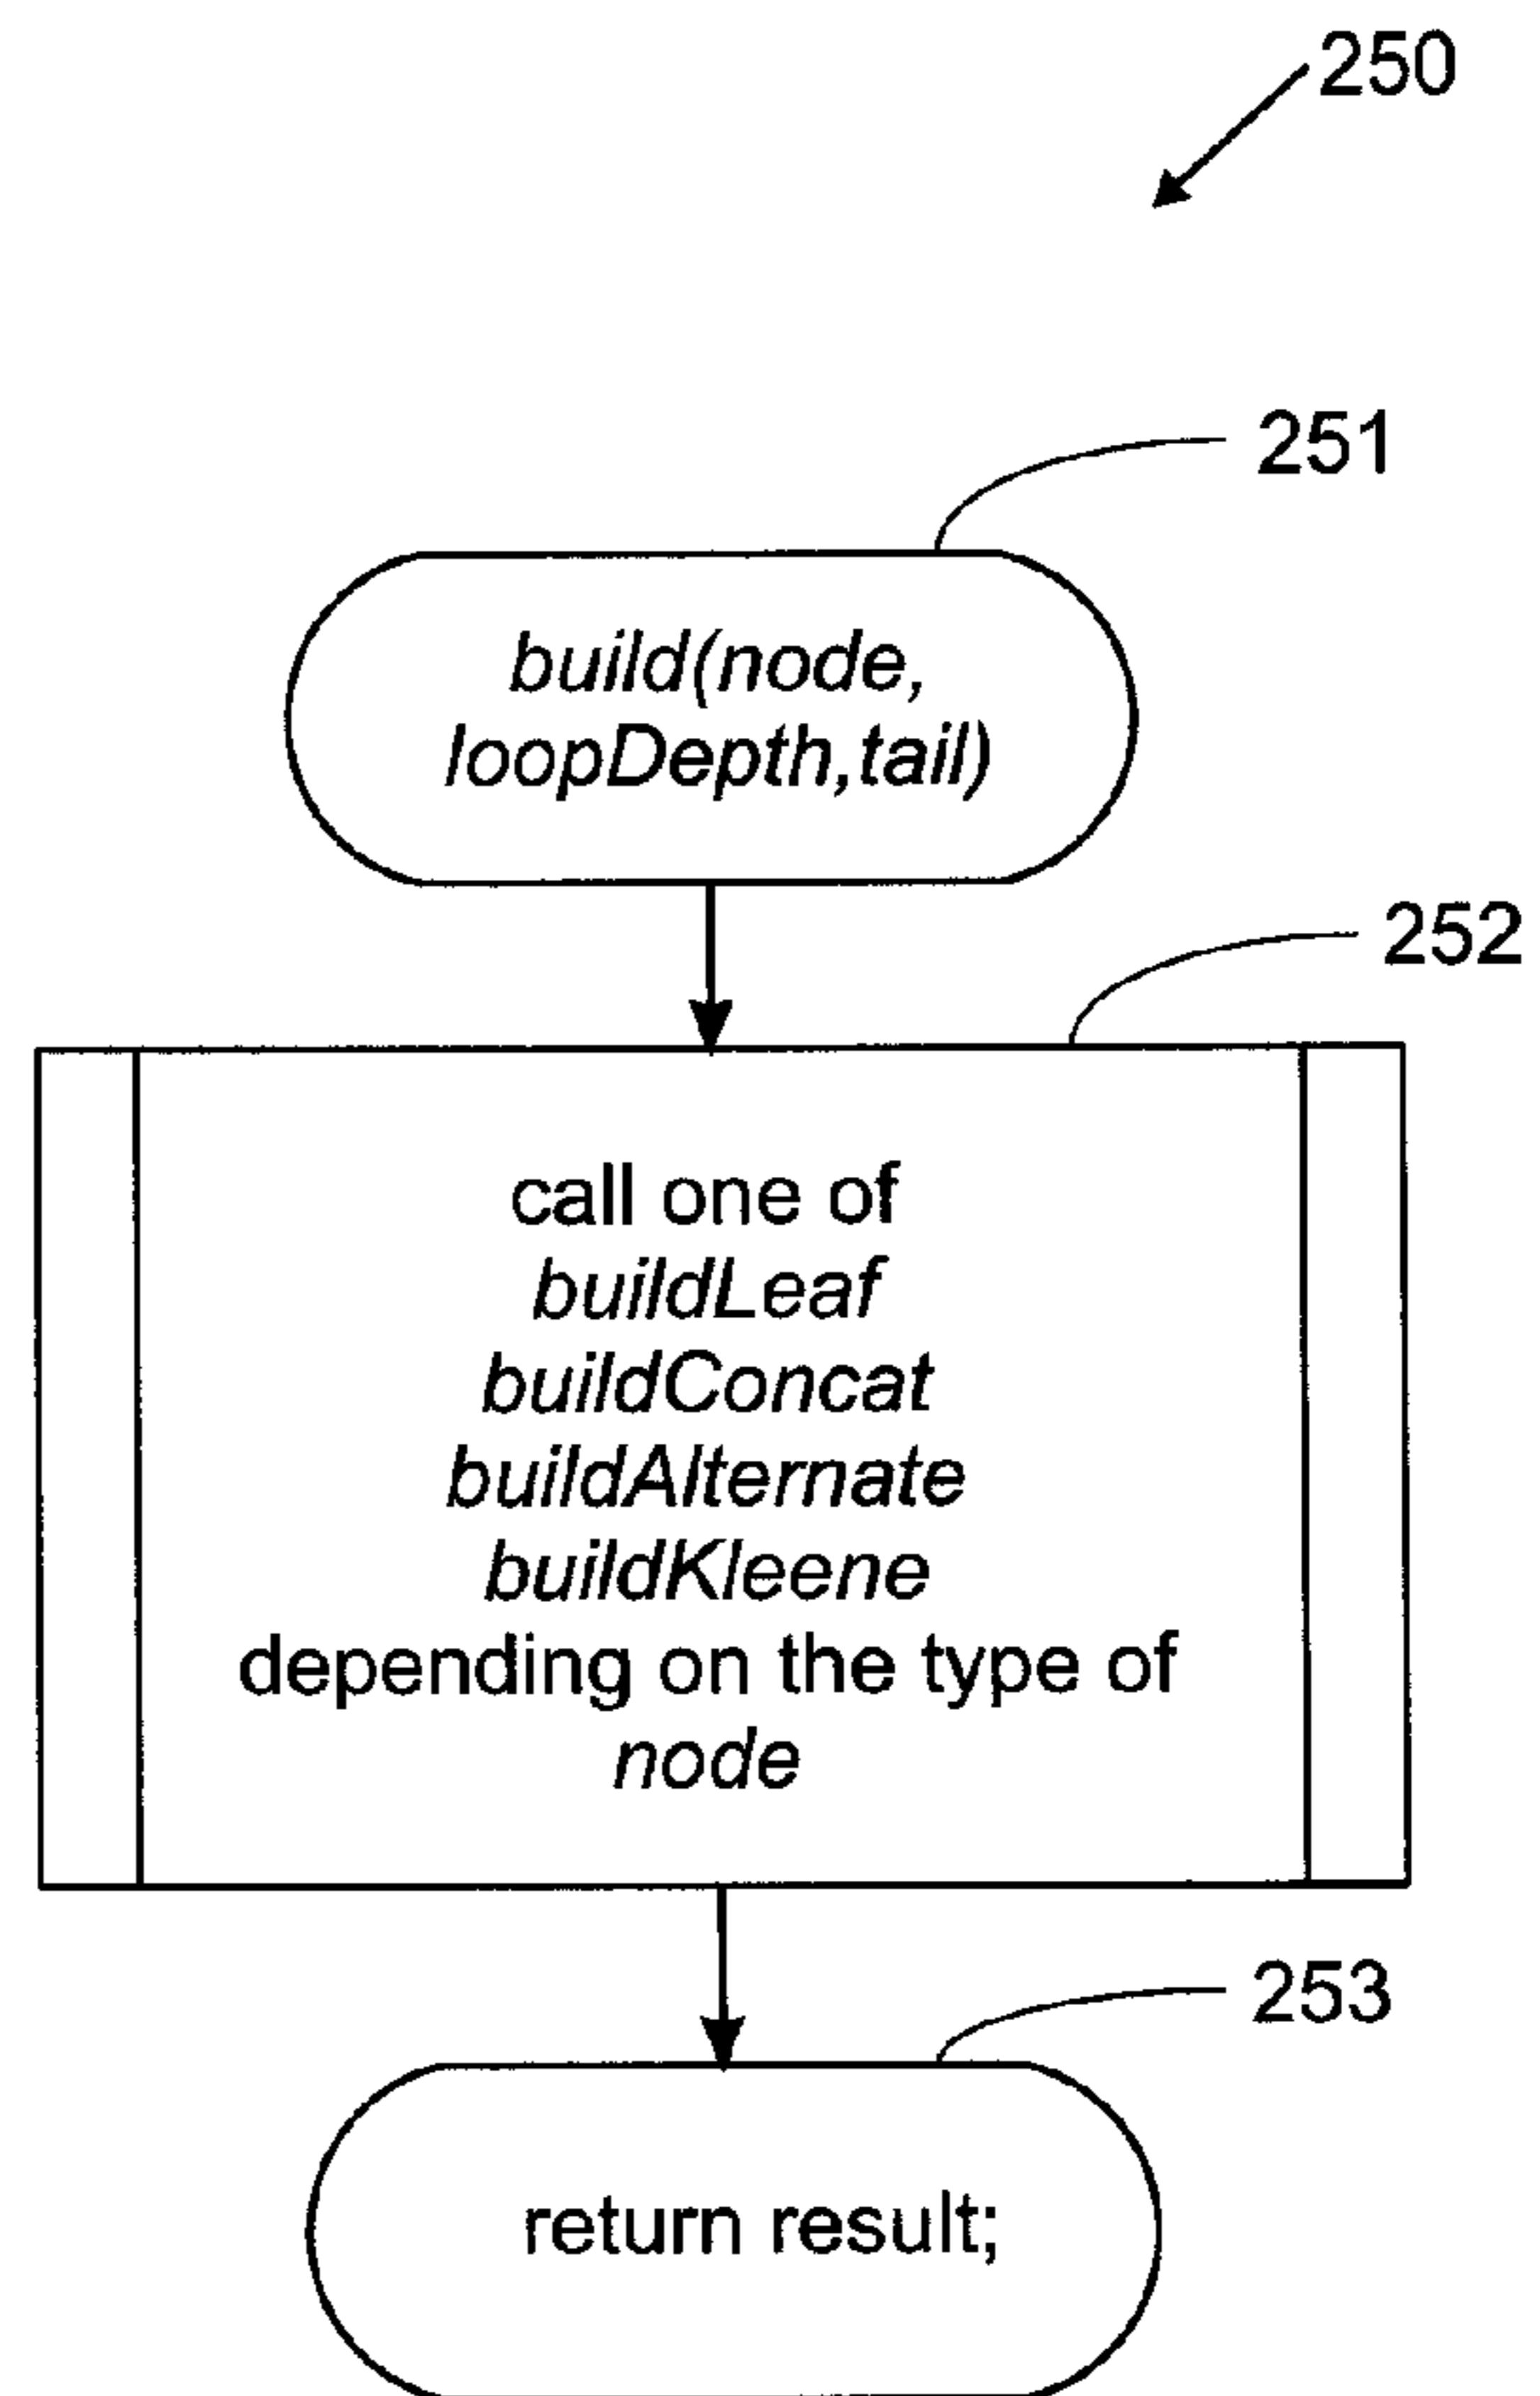 250
251
build(node,
loopDepth,tail)
252
call one of
buildLeaf
buildConcat
buildAlternate
buildKleene
depending on the type of
node
253
return result;